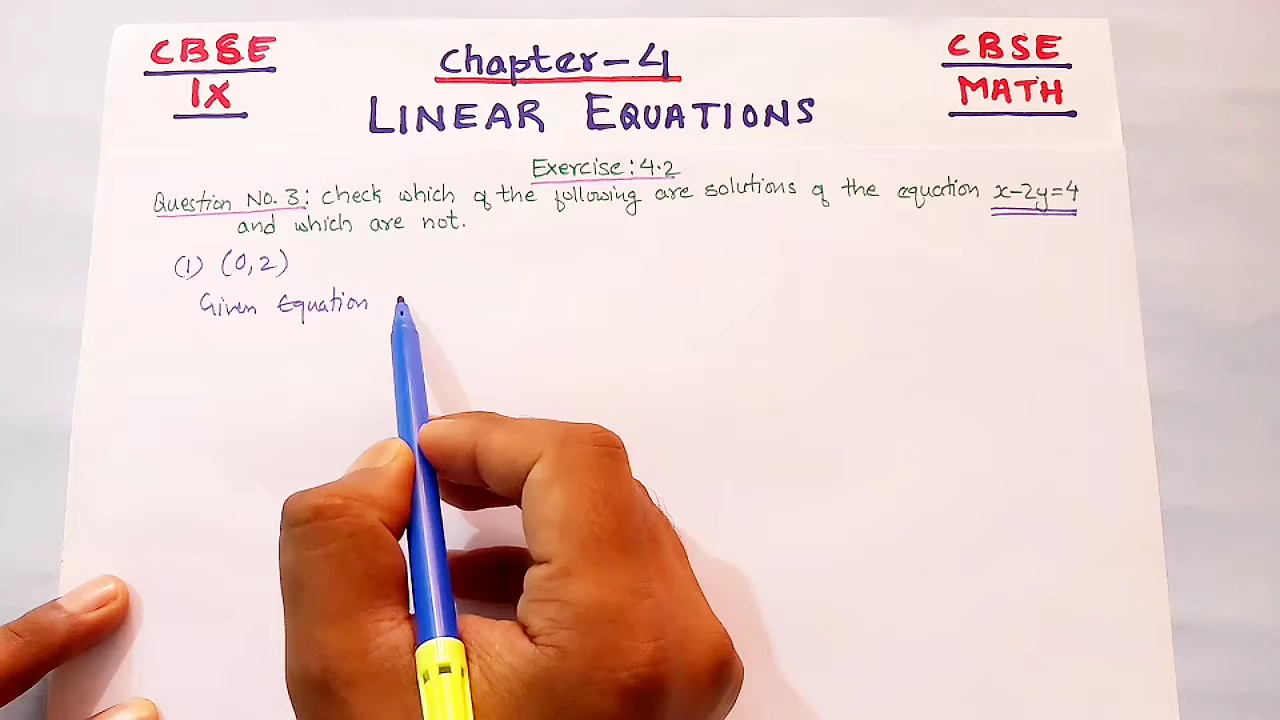 CBSE
IX
Chapter-4
LINEAR EQUATIONS
CBSE
MATH
Exercise: 4.2
Question No. 3: check which of the following are solutions of the equation x-2y=4
and which are not.
(1) (0,2)
Given Equation